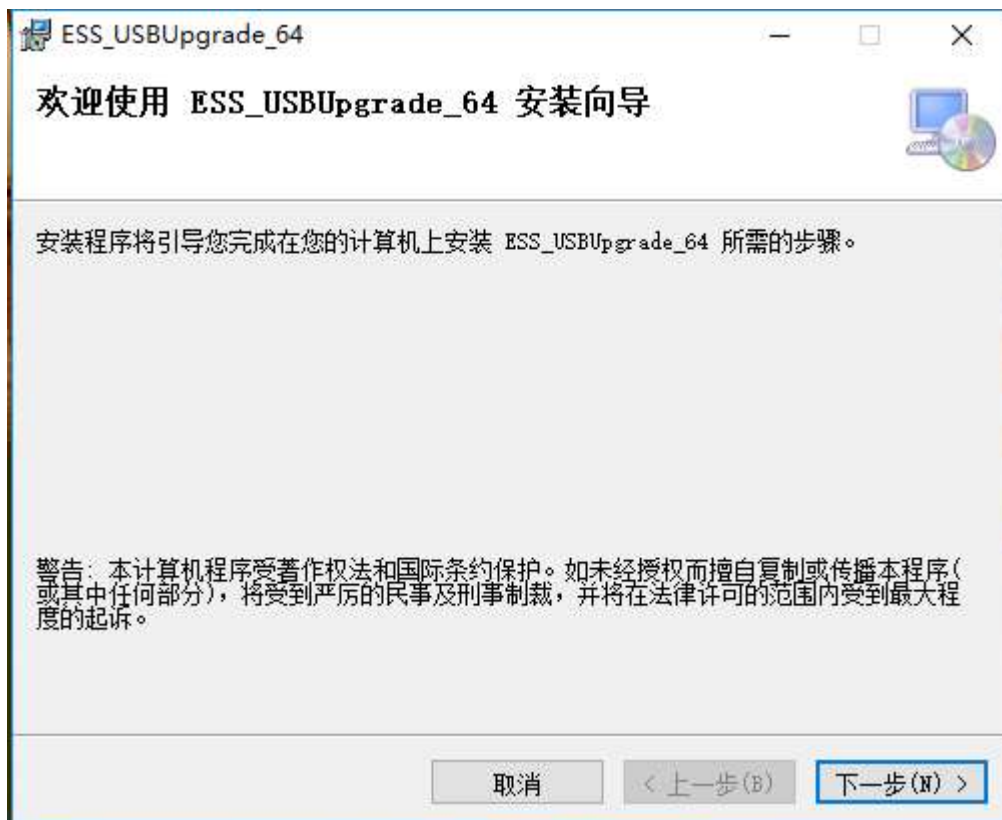 ESS_USBUpgrade_64
欢迎使用 ESS_USBUpgrade_64 安装向导
安装程序将引导您完成在您的计算机上安装 ESS_USBUpgrade_64 所需的步骤。
警告: 本计算机程序受著作权法和国际条约保护。如未经授权而擅自复制或传播本程序(
或其中任何部分)，将受到严厉的民事及刑事制裁，并将在法律许可的范围内受到最大程
度的起诉。
取消
< 上一步(B)
下一步(N) >